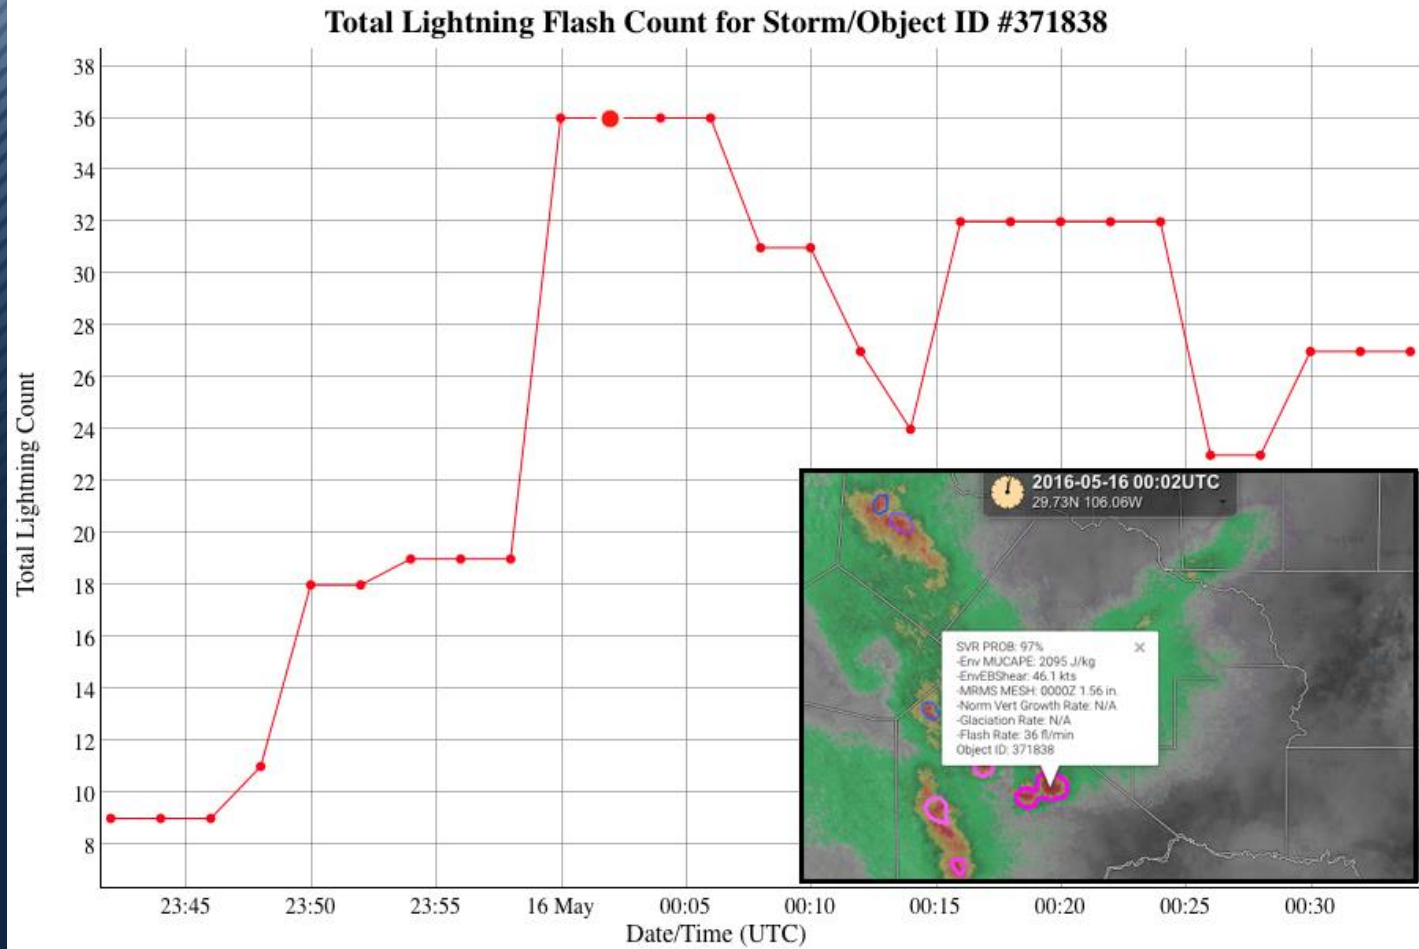 Total Lightning Flash Count for Storm/Object ID #371838
Total Lightning Count
38
36
34
32
30
28
26
24
22
20
18
16
14
12
10
8
2016-05-16 00:02UTC
29.73N 106.06W
SVR PROB: 97%
-Env MUCAPE: 2095 J/kg
-EnvEBShear: 46.1 kts
-MRMS MESH: 0000Z 1.56 in.
-Norm Vert Growth Rate: N/A
-Glaciation Rate: N/A
-Flash Rate: 36 fl/min
Object ID: 371838
23:45 23:50 23:55 16 May 00:05 00:10 00:15 00:20 00:25 00:30
Date/Time (UTC)